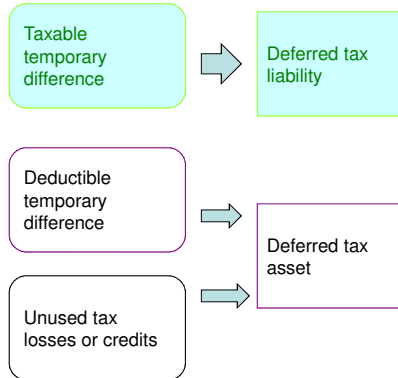 Taxable
temporary
difference
Deferred tax
liability
Deductible
temporary
difference
Deferred tax
asset
Unused tax
losses or credits